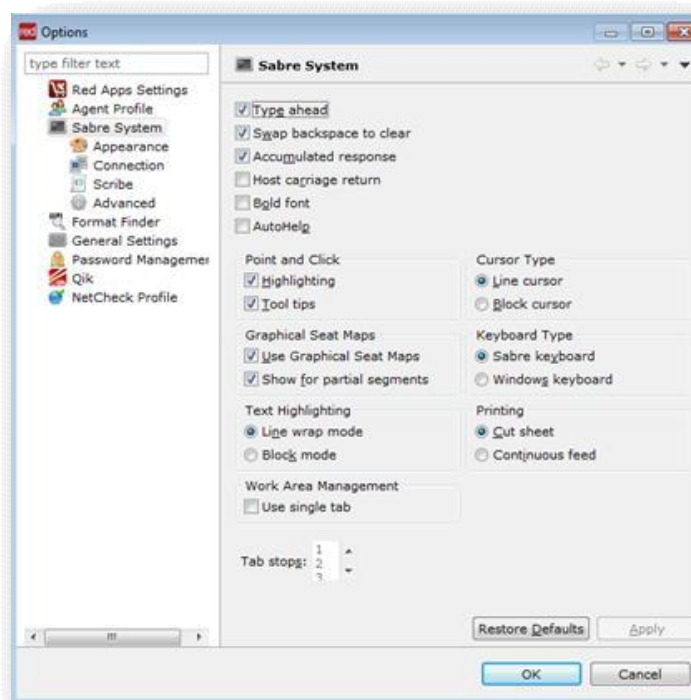 red Options
type filter text
Red Apps Settings
Agent Profile
Sabre System
Appearance
Connection
Scribe
Advanced
Format Finder
General Settings
Password Managemer
Qik
NetCheck Profile
Sabre System
Type ahead
Swap backspace to clear
Accumulated response
Host carriage return
Bold font
AutoHelp
Point and Click
Highlighting
Tool tips
Cursor Type
Line cursor
Block cursor
Graphical Seat Maps
Use Graphical Seat Maps
Show for partial segments
Keyboard Type
Sabre keyboard
Windows keyboard
Text Highlighting
Line wrap mode
Block mode
Printing
Cut sheet
Continuous feed
Work Area Management
Use single tab
Tab stops:
1
2
3
Restore Defaults Apply
OK Cancel